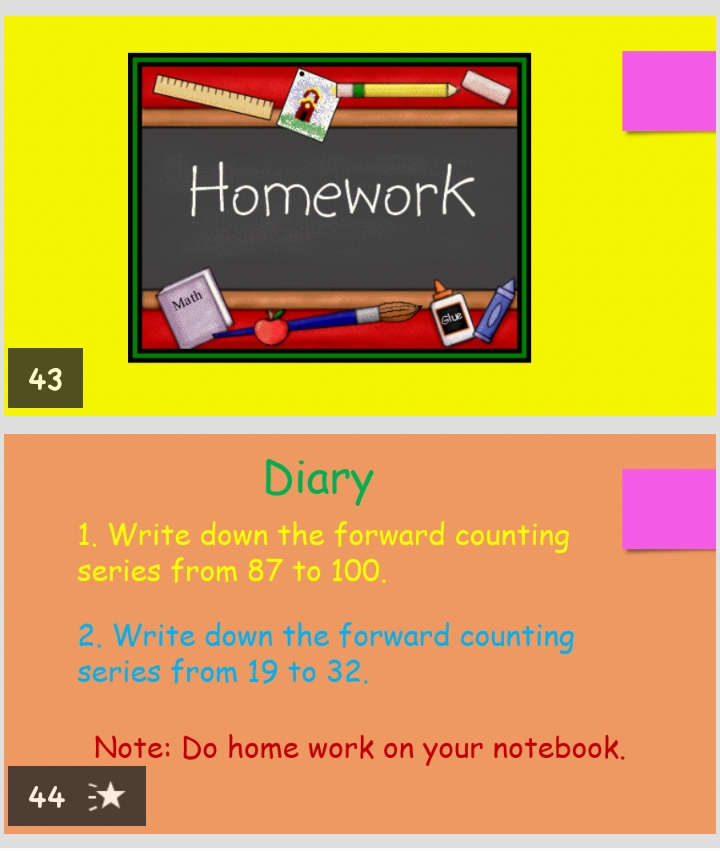 Homework
Math
Glue
43
Diary
1. Write down the forward counting
series from 87 to 100.
2. Write down the forward counting
series from 19 to 32.
Note: Do home work on your notebook.
44